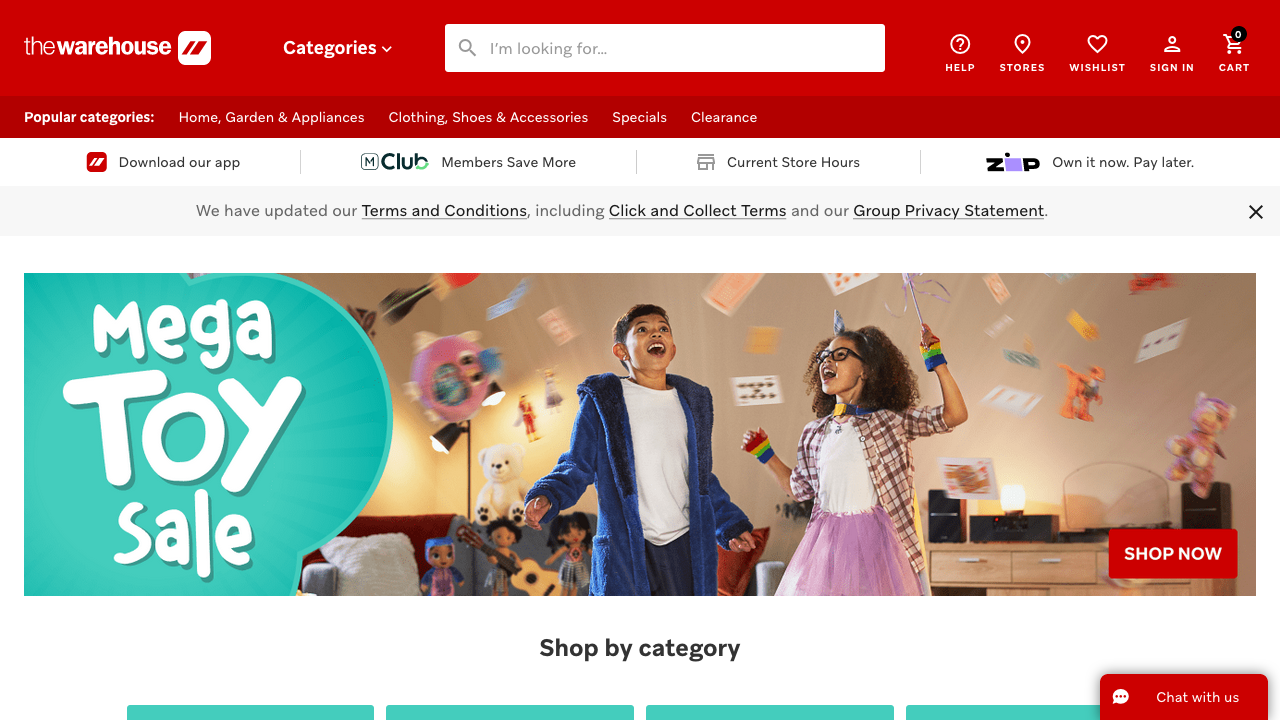 thewarehouse
Categories
I'm looking for...
HELP
STORES
WISHLIST
SIGN IN
0
CART
Popular categories:
Home, Garden & Appliances
Clothing, Shoes & Accessories
Specials
Clearance
Download our app
M Club
Members Save More
Current Store Hours
zip
Own it now. Pay later.
We have updated our Terms and Conditions, including Click and Collect Terms and our Group Privacy Statement.
Mega
TOY
Sale
SHOP NOW
Shop by category
Chat with us